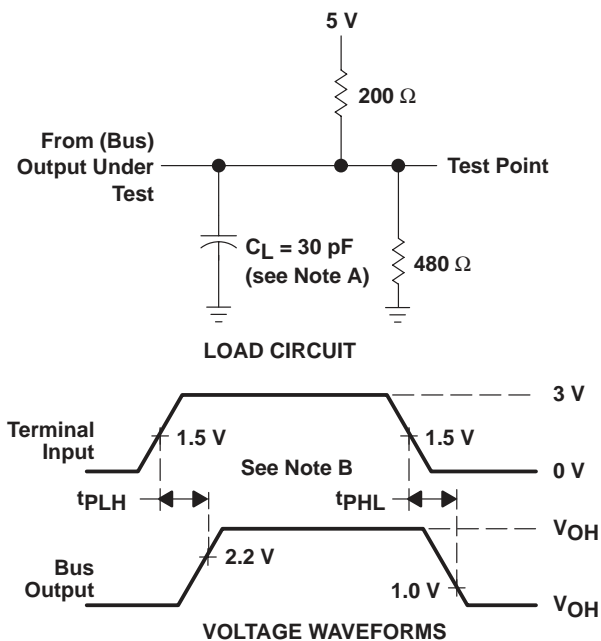 5 V
200 Ω
From (Bus)
Output Under
Test
Test Point
CL = 30 pF
(see Note A)
480 Ω
LOAD CIRCUIT
3 V
Terminal
Input
1.5 V
1.5 V
See Note B
0 V
tPLH
tPHL
VOH
Bus
Output
2.2 V
1.0 V
VOH
VOLTAGE WAVEFORMS